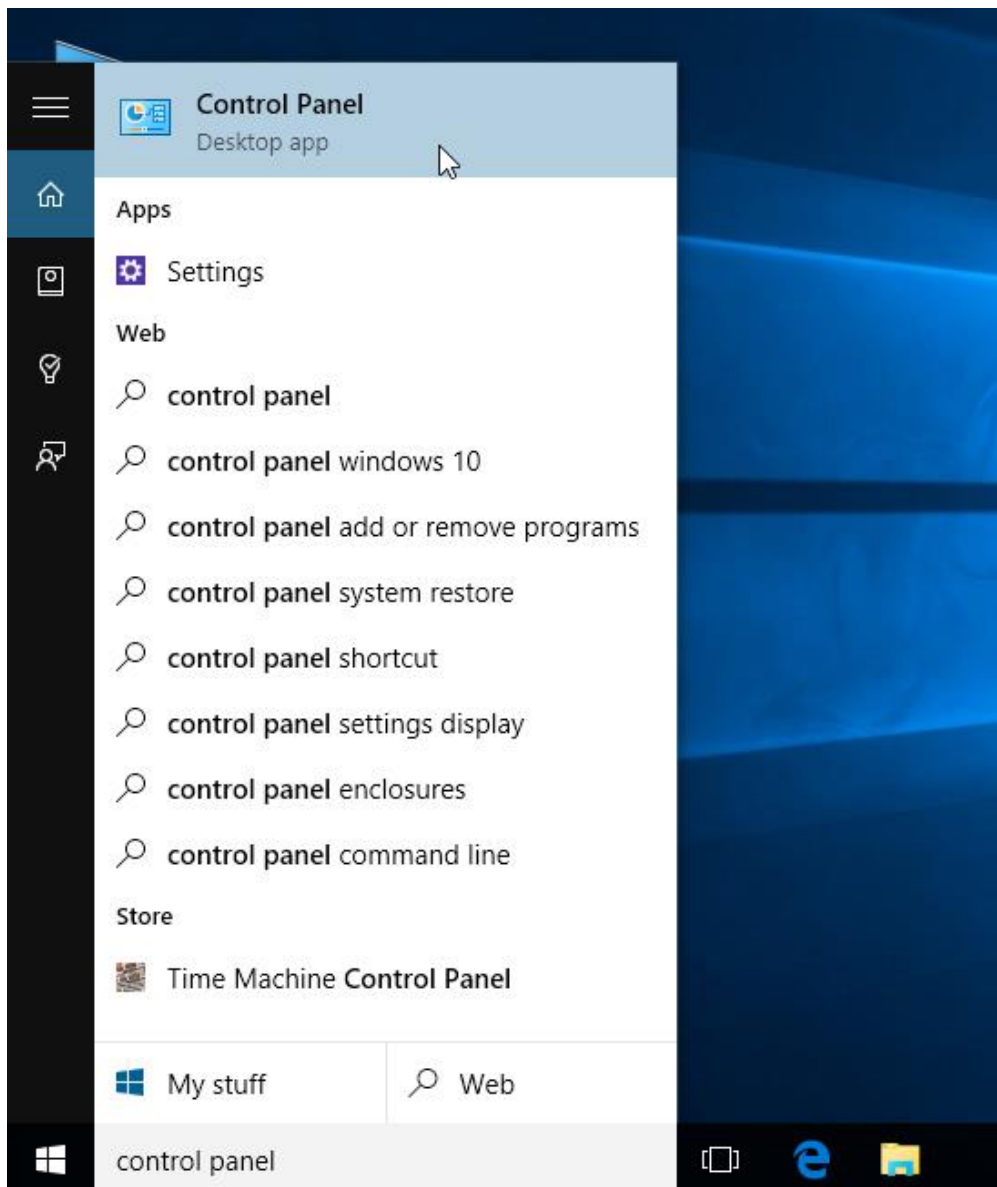 Control Panel
Desktop app
Apps
Settings
Web
control panel
control panel windows 10
control panel add or remove programs
control panel system restore
control panel shortcut
control panel settings display
control panel enclosures
control panel command line
Store
Time Machine Control Panel
My stuff
Web
control panel